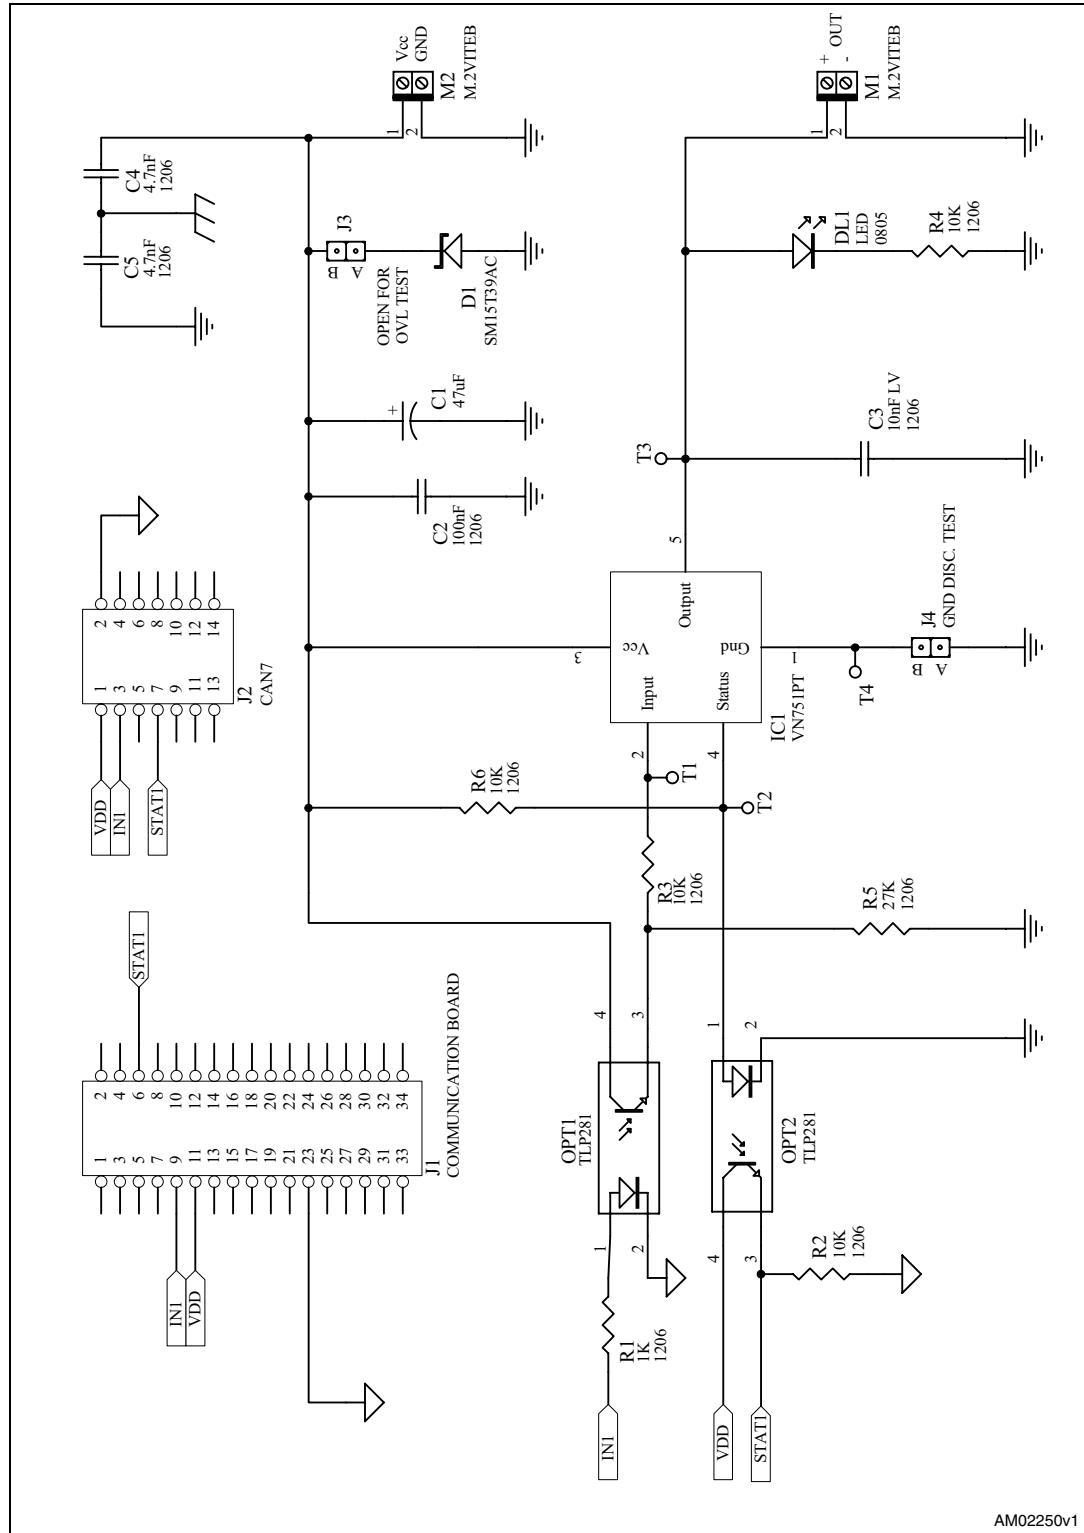 C4
4.7nF
1206
C5
4.7nF
1206
Vcc
GND
1
2
M2
M.2VITEB
J3
B
A
OPEN FOR
OVL TEST
D1
SM15T39AC
+
C1
47uF
C2
100nF
1206
+
-
OUT
1
2
M1
M.2VITEB
DL1
LED
0805
R4
10K
1206
T3
C3
10nF LV
1206
5
3
Vcc
Output
Input
Status
Gnd
2
4
1
IC1
VN751PT
T4
B
A
J4
GND DISC. TEST
T1
T2
R6
10K
1206
R3
10K
1206
R5
27K
1206
VDD
IN1
STAT1
1 2
3 4
5 6
7 8
9 10
11 12
13 14
J2
CAN7
STAT1
IN1
VDD
1 2
3 4
5 6
7 8
9 10
11 12
13 14
15 16
17 18
19 20
21 22
23 24
25 26
27 28
29 30
31 32
33 34
J1
COMMUNICATION BOARD
OPT1
TLP281
1
2
4
3
OPT2
TLP281
4
3
1
2
R1
1K
1206
IN1
VDD
STAT1
R2
10K
1206
AM02250v1